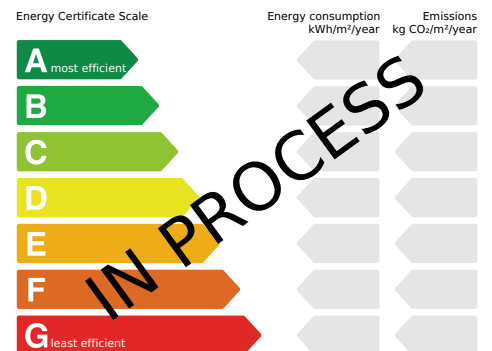 Energy Certificate Scale
Energy consumption
kWh/m²/year
Emissions
kg CO₂/m²/year
A most efficient
B
C
D
E
F
G least efficient
IN PROCESS